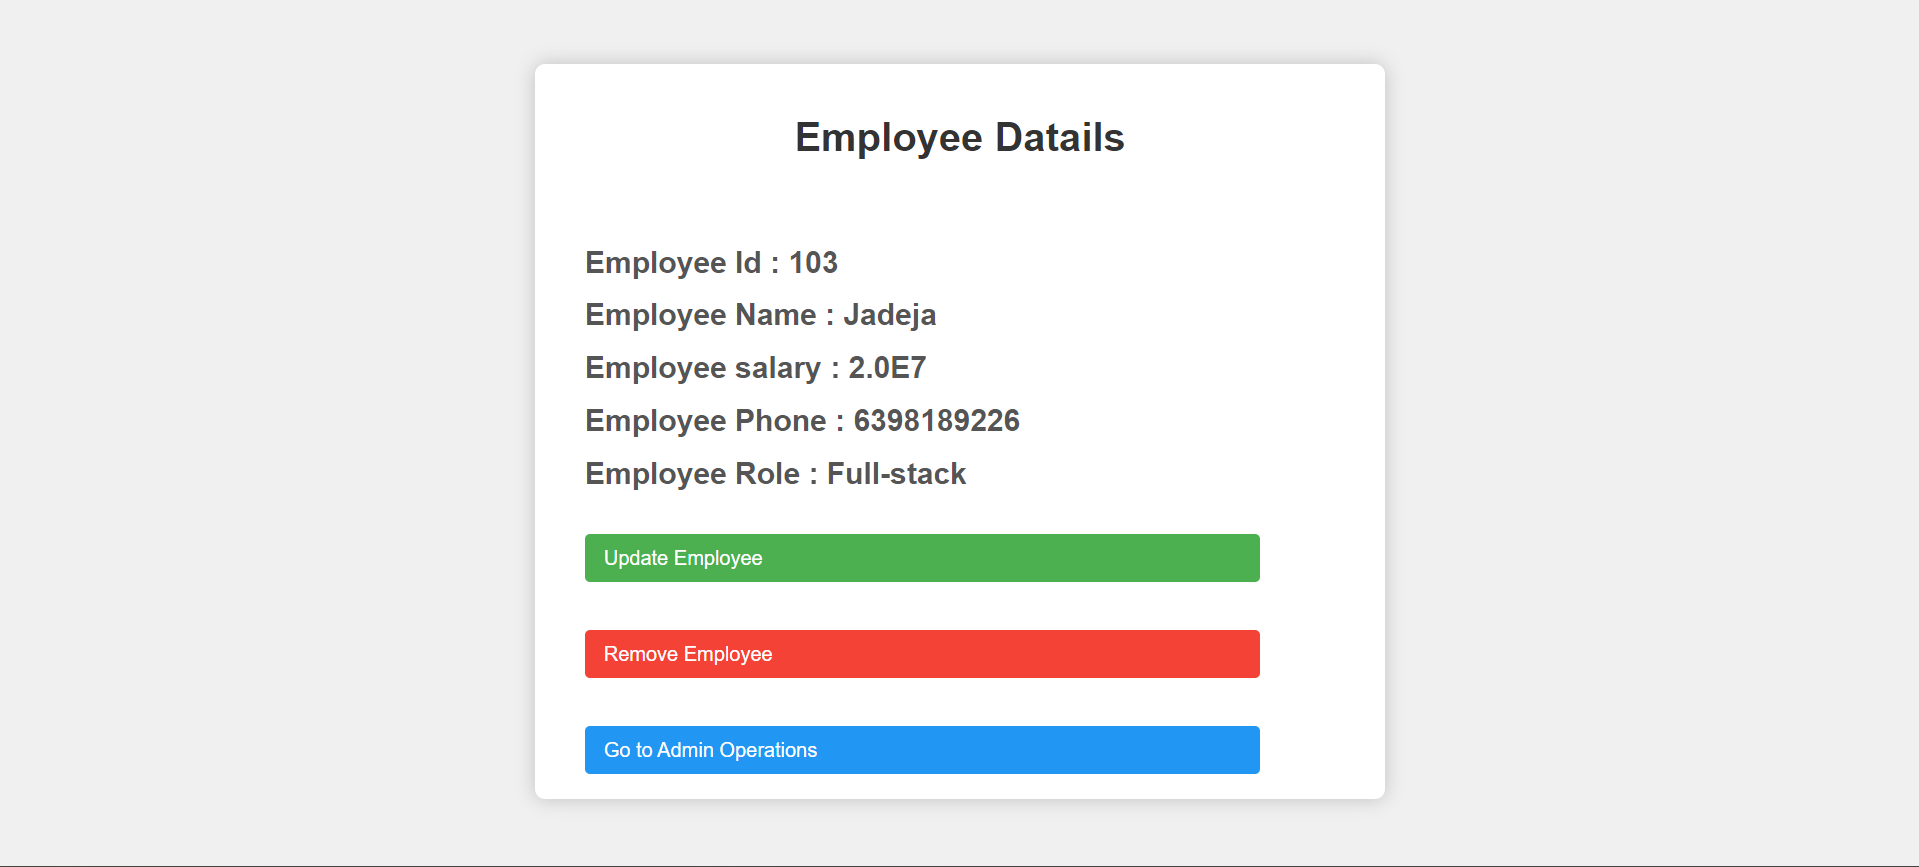 Employee Datails
Employee Id : 103
Employee Name : Jadeja
Employee salary : 2.0E7
Employee Phone : 6398189226
Employee Role : Full-stack
Update Employee
Remove Employee
Go to Admin Operations